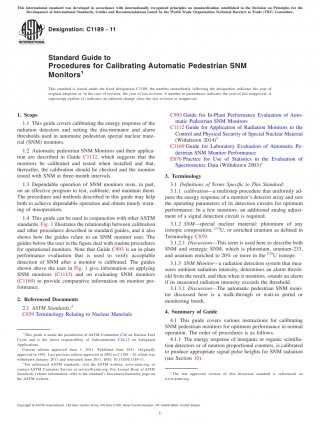 This international standard was developed in accordance with internationally recognized principles on standardization established in the Decision on Principles for the
Development of International Standards, Guides and Recommendations issued by the World Trade Organization Technical Barriers to Trade (TBT) Committee.
Designation: C1189 – 11
Standard Guide to
Procedures for Calibrating Automatic Pedestrian SNM
Monitors1
This standard is issued under the fixed designation C1189; the number immediately following the designation indicates the year of
original adoption or, in the case of revision, the year of last revision. A number in parentheses indicates the year of last reapproval. A
superscript epsilon (ε) indicates an editorial change since the last revision or reapproval.
1. Scope
1.1 This guide covers calibrating the energy response of the
radiation detectors and setting the discriminator and alarm
thresholds used in automatic pedestrian special nuclear mate-
rial (SNM) monitors.
1.2 Automatic pedestrian SNM Monitors and their applica-
tion are described in Guide C1112, which suggests that the
monitors be calibrated and tested when installed and that,
thereafter, the calibration should be checked and the monitor
tested with SNM at three-month intervals.
1.3 Dependable operation of SNM monitors rests, in part,
on an effective program to test, calibrate, and maintain them.
The procedures and methods described in this guide may help
both to achieve dependable operation and obtain timely warn-
ing of misoperation.
1.4 This guide can be used in conjunction with other ASTM
standards. Fig. 1 illustrates the relationship between calibration
and other procedures described in standard guides, and it also
shows how the guides relate to an SNM monitor user. The
guides below the user in the figure deal with routine procedures
for operational monitors. Note that Guide C993 is an in-plant
performance evaluation that is used to verify acceptable
detection of SNM after a monitor is calibrated. The guides
shown above the user in Fig. 1 give information on applying
SNM monitors (C1112) and on evaluating SNM monitors
(C1169) so provide comparative information on monitor per-
formance.
2. Referenced Documents
2.1 ASTM Standards:2
C859 Terminology Relating to Nuclear Materials
1 This guide is under the jurisdiction of ASTM Committee C26 on Nuclear Fuel
Cycle and is the direct responsibility of Subcommittee C26.12 on Safeguard
Applications.
Current edition approved June 1, 2011. Published June 2011. Originally
approved in 1991. Last previous edition approved in 2002 as C1189 – 02 which was
withdrawn January 2011 and reinstated June 2011. DOI: 10.1520/C1189-11.
2 For referenced ASTM standards, visit the ASTM website, www.astm.org, or
contact ASTM Customer Service at service@astm.org. For Annual Book of ASTM
Standards volume information, refer to the standard's Document Summary page on
the ASTM website.
C993 Guide for In-Plant Performance Evaluation of Auto-
matic Pedestrian SNM Monitors
C1112 Guide for Application of Radiation Monitors to the
Control and Physical Security of Special Nuclear Material
(Withdrawn 2014)3
C1169 Guide for Laboratory Evaluation of Automatic Pe-
destrian SNM Monitor Performance
E876 Practice for Use of Statistics in the Evaluation of
Spectrometric Data (Withdrawn 2003)3
3. Terminology
3.1 Definitions of Terms Specific to This Standard:
3.1.1 calibration—a multistep procedure that uniformly ad-
justs the energy response of a monitor's detector array and sets
the operating parameters of its detection circuits for optimum
performance. In a few monitors, an additional analog adjust-
ment of a signal detection circuit is required.
3.1.2 SNM—special nuclear material: plutonium of any
isotopic composition, 233U, or enriched uranium as defined in
Terminology C859.
3.1.2.1 Discussion—This term is used here to describe both
SNM and strategic SNM, which is plutonium, uranium-233,
and uranium enriched to 20% or more in the 235U isotope.
3.1.3 SNM Monitor—a radiation detection system that mea-
sures ambient radiation intensity, determines an alarm thresh-
old from the result, and then when it monitors, sounds an alarm
if its measured radiation intensity exceeds the threshold.
3.1.3.1 Discussion—The automatic pedestrian SNM moni-
tor discussed here is a walk-through or wait-in portal or
monitoring booth.
4. Summary of Guide
4.1 This guide covers various instructions for calibrating
SNM pedestrian monitors for optimum performance in normal
operation. The order of procedures is as follows.
4.1.1 The energy response of inorganic or organic scintilla-
tion detectors or of neutron proportional counters, is calibrated
to produce appropriate signal pulse heights for SNM radiation
(see Section 10).
3 The last approved version of this historical standard is referenced on
www.astm.org.
Copyright © ASTM International, 100 Barr Harbor Drive, PO Box C700, West Conshohocken, PA 19428-2959. United States
1